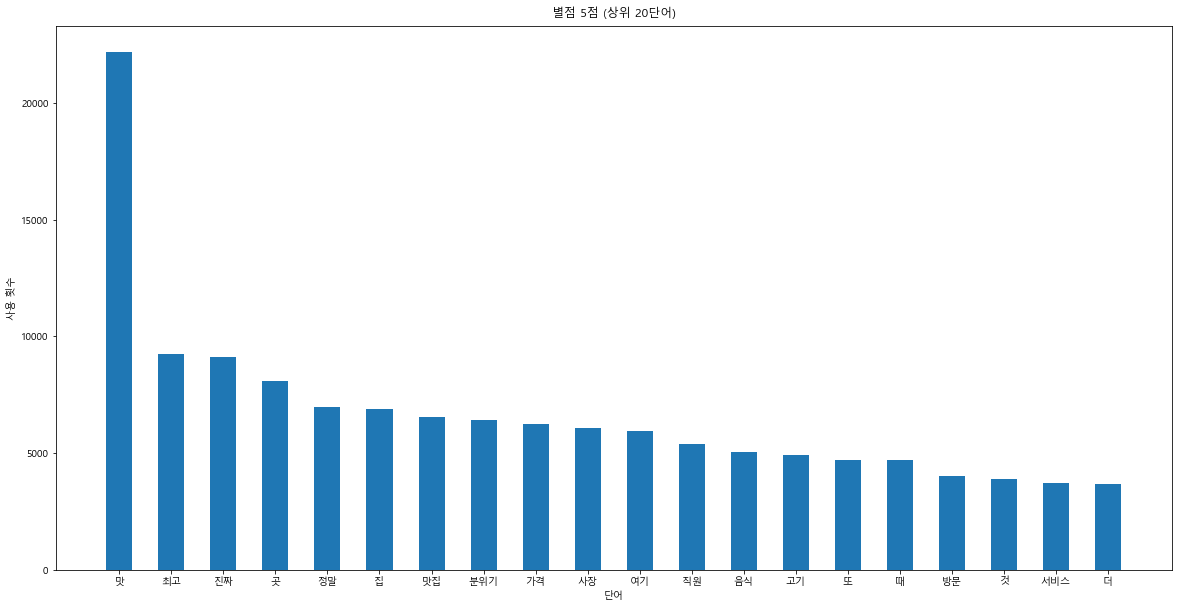 별점 5점 (상위 20단어)
사용 횟수
20000
15000
10000
5000
0
맛 최고 진짜 곳 정말 집 맛집 분위기 가격 사장 여기 직원 음식 고기 또 때 방문 것 서비스 더
단어